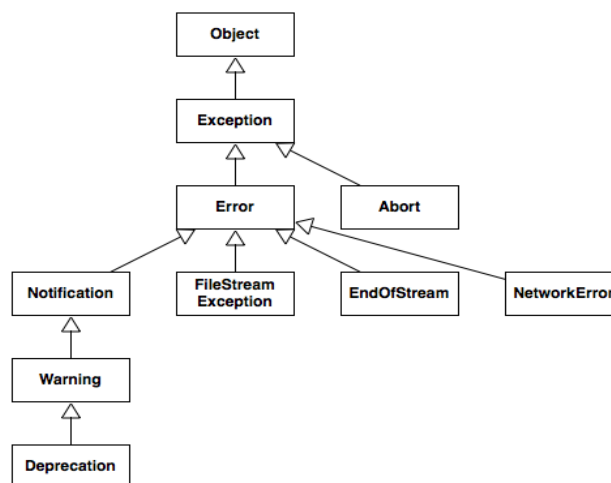 Object
Exception
Error
Abort
Notification
FileStream
Exception
EndOfStream
NetworkError
Warning
Deprecation